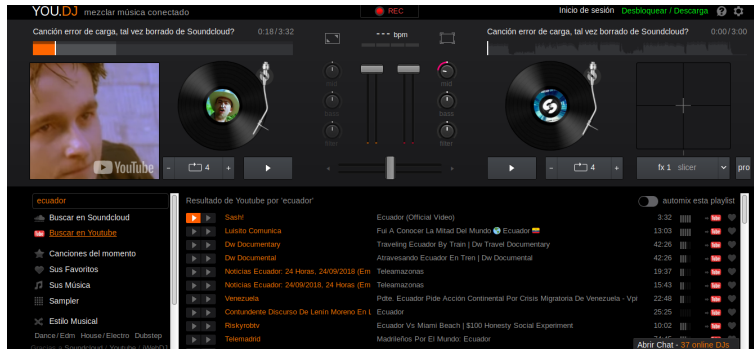 YOU.DJ mezclar música conectado
REC
Inicio de sesión Desbloquear / Descarga
Canción error de carga, tal vez borrado de Soundcloud? 0:18/3:32
--- bpm
Canción error de carga, tal vez borrado de Soundcloud? 0:00/3:00
mid
bass bass
filter filter
YouTube
- 4 +
- 4 +
fx 1 slicer
pro
ecuador
Resultado de Youtube por 'ecuador'
automix esta playlist
Buscar en Soundcloud
Buscar en Youtube
Canciones del momento
Sus Favoritos
Sus Música
Sampler
Estilo Musical
Dance/Edm House/Electro Dubstep
Gracias a Soundcloud / Youtube /
Sash! Ecuador (Official Video) 3:32
Luisito Comunica Fui A Conocer La Mitad Del Mundo Ecuador 13:03
Dw Documentary Traveling Ecuador By Train | Dw Travel Documentary 42:26
Dw Documental Atravesando Ecuador En Tren | Dw Documental 42:26
Noticias Ecuador: 24 Horas, 24/09/2018 (Em Teleamazonas 19:37
Noticias Ecuador: 24/09/2018, 24 Horas (Em Teleamazonas 15:43
Venezuela Pdte. Ecuador Pide Acción Continental Por Crisis Migratoria De Venezuela - Vpi 22:48
Contundente Discurso De Lenin Moreno En L Ecuador 25:25
Riskyrobtv Ecuador Vs Miami Beach | $100 Honesty Social Experiment 10:02
Telemadrid Madrileños Por El Mundo: Ecuador
Abrir Chat - 37 online DJs